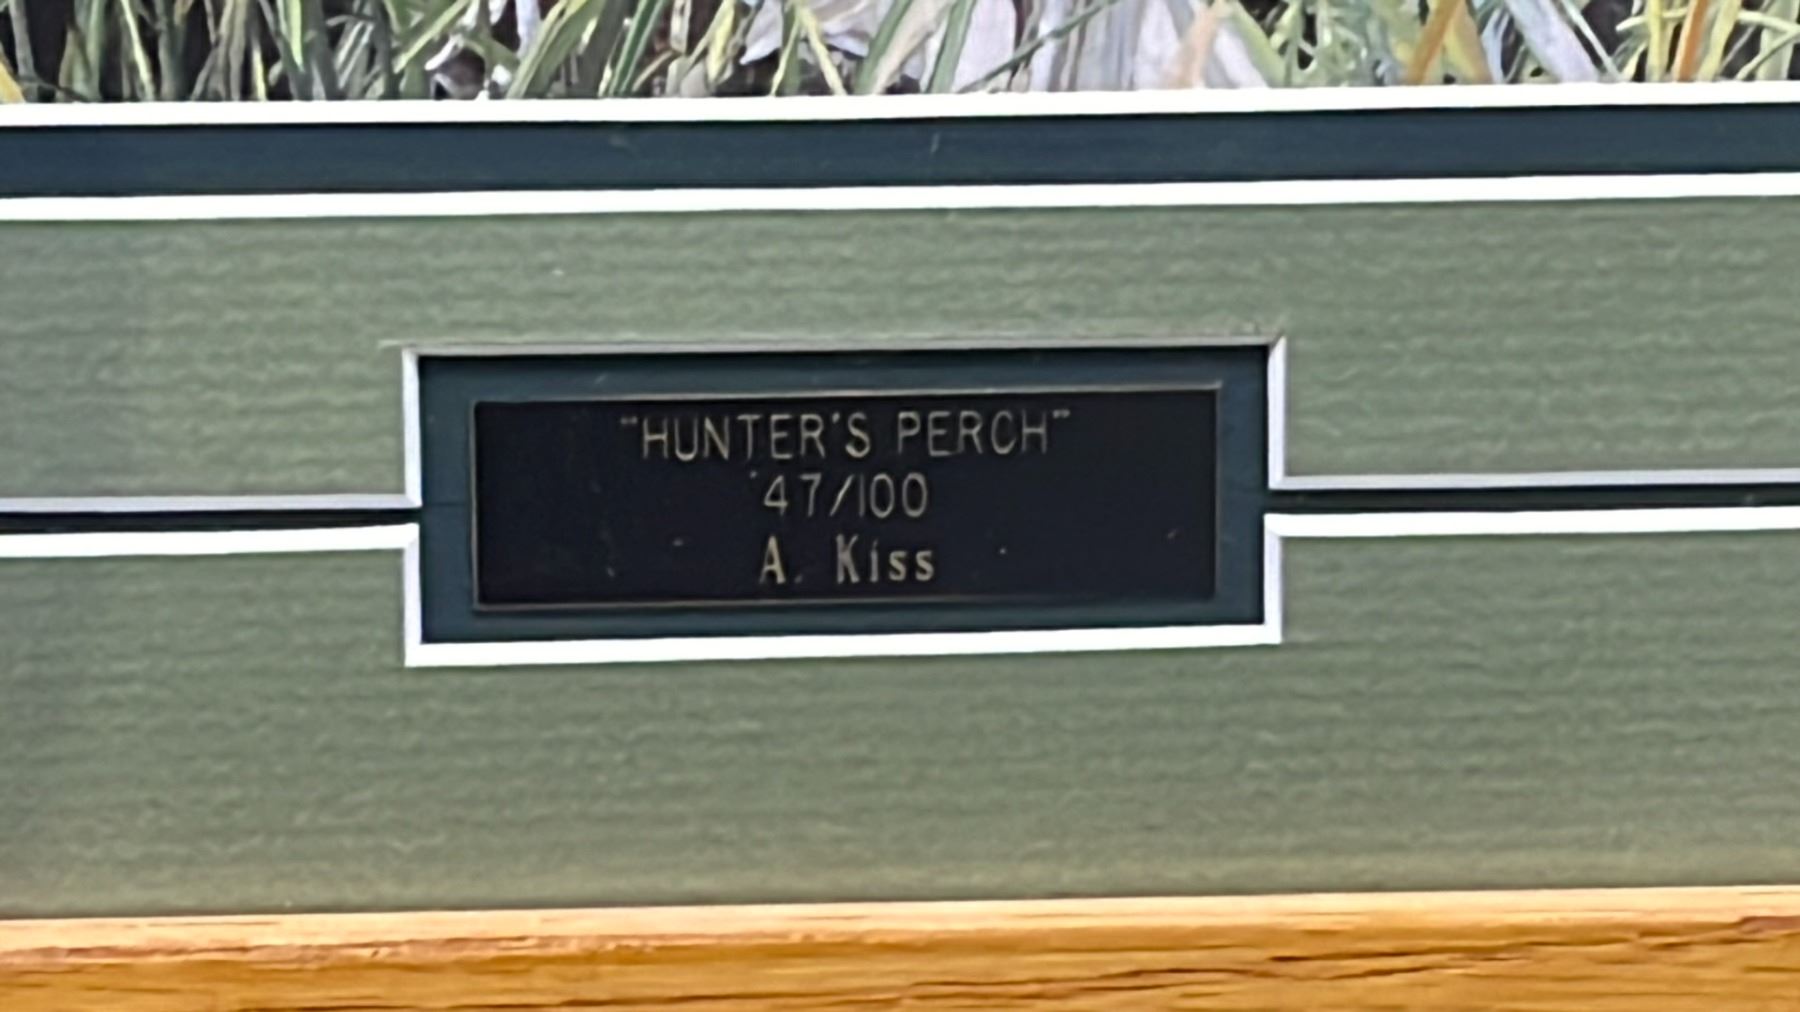 "HUNTER'S PERCH"
47/100
A. Kiss